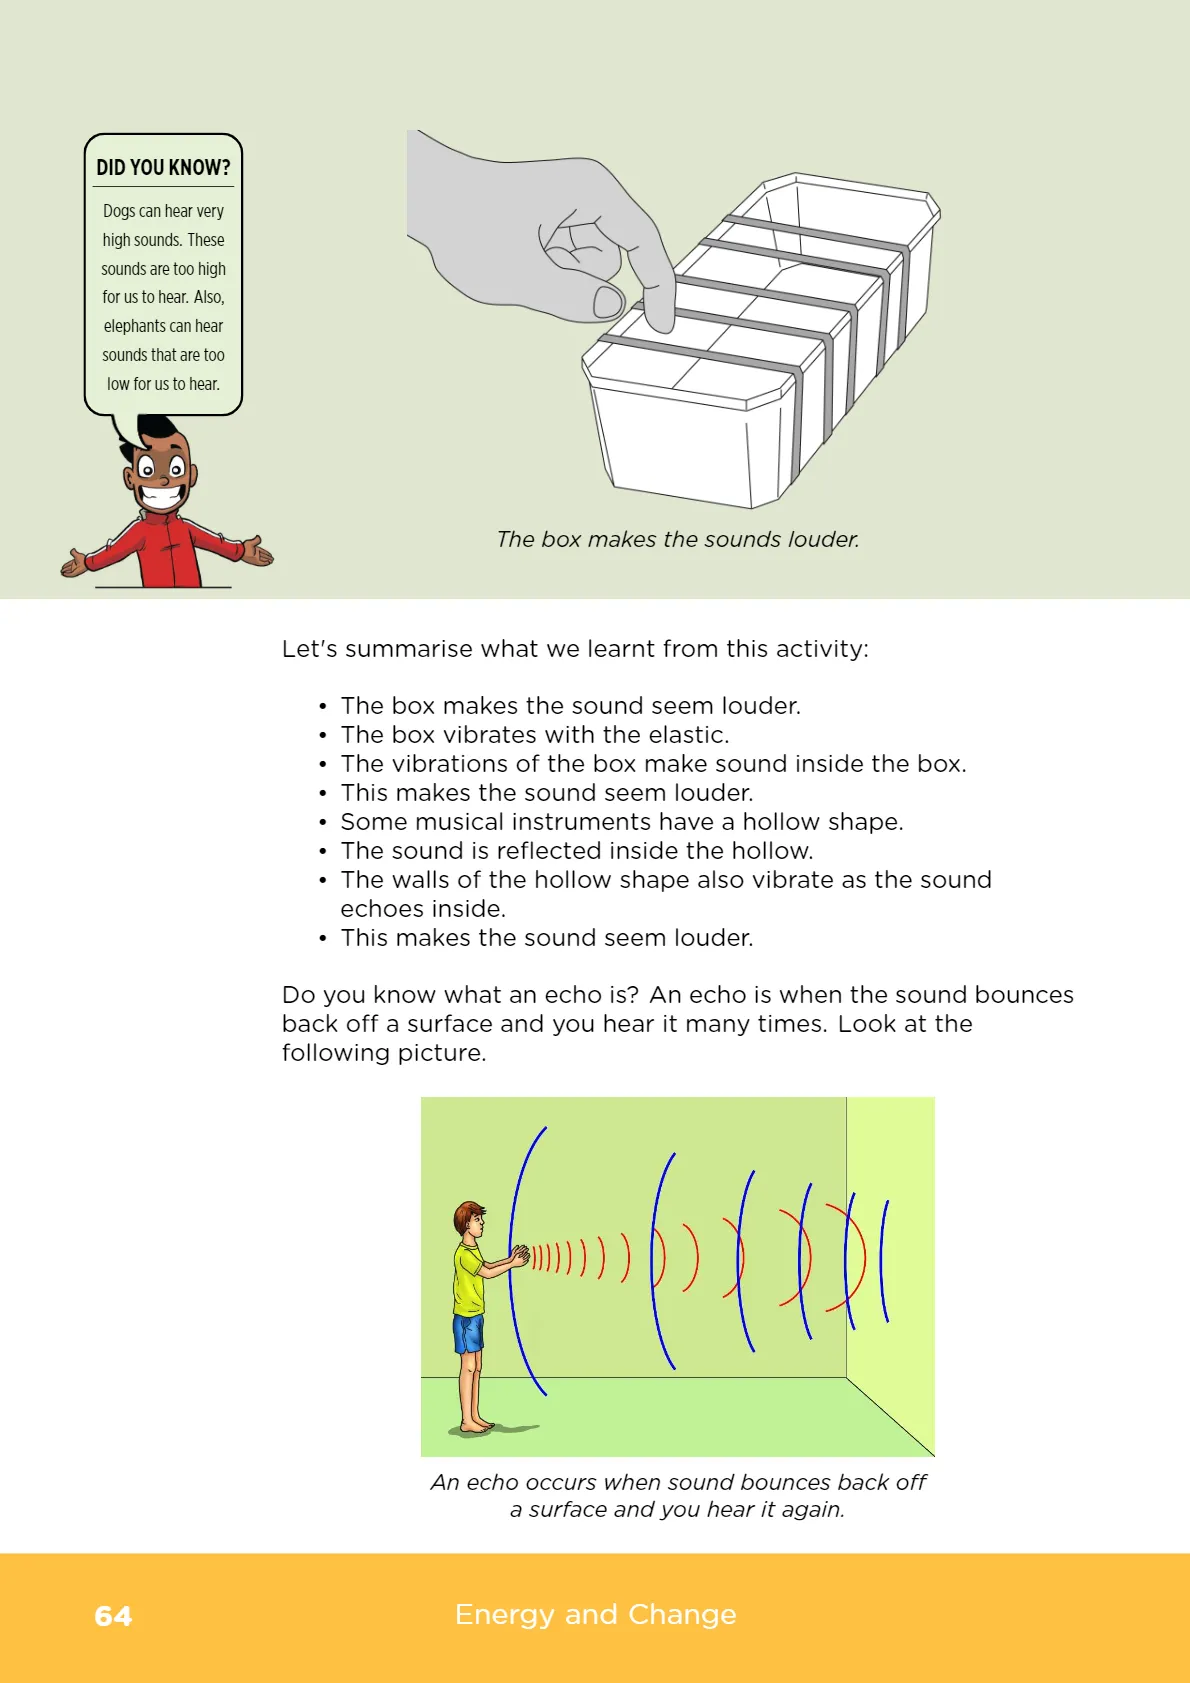 DID YOU KNOW?
Dogs can hear very
high sounds. These
sounds are too high
for us to hear. Also,
elephants can hear
sounds that are too
low for us to hear.
The box makes the sounds louder.
Let's summarise what we learnt from this activity:
• The box makes the sound seem louder.
• The box vibrates with the elastic.
• The vibrations of the box make sound inside the box.
• This makes the sound seem louder.
• Some musical instruments have a hollow shape.
• The sound is reflected inside the hollow.
• The walls of the hollow shape also vibrate as the sound
echoes inside.
• This makes the sound seem louder.
Do you know what an echo is? An echo is when the sound bounces
back off a surface and you hear it many times. Look at the
following picture.
An echo occurs when sound bounces back off
a surface and you hear it again.
64 Energy and Change